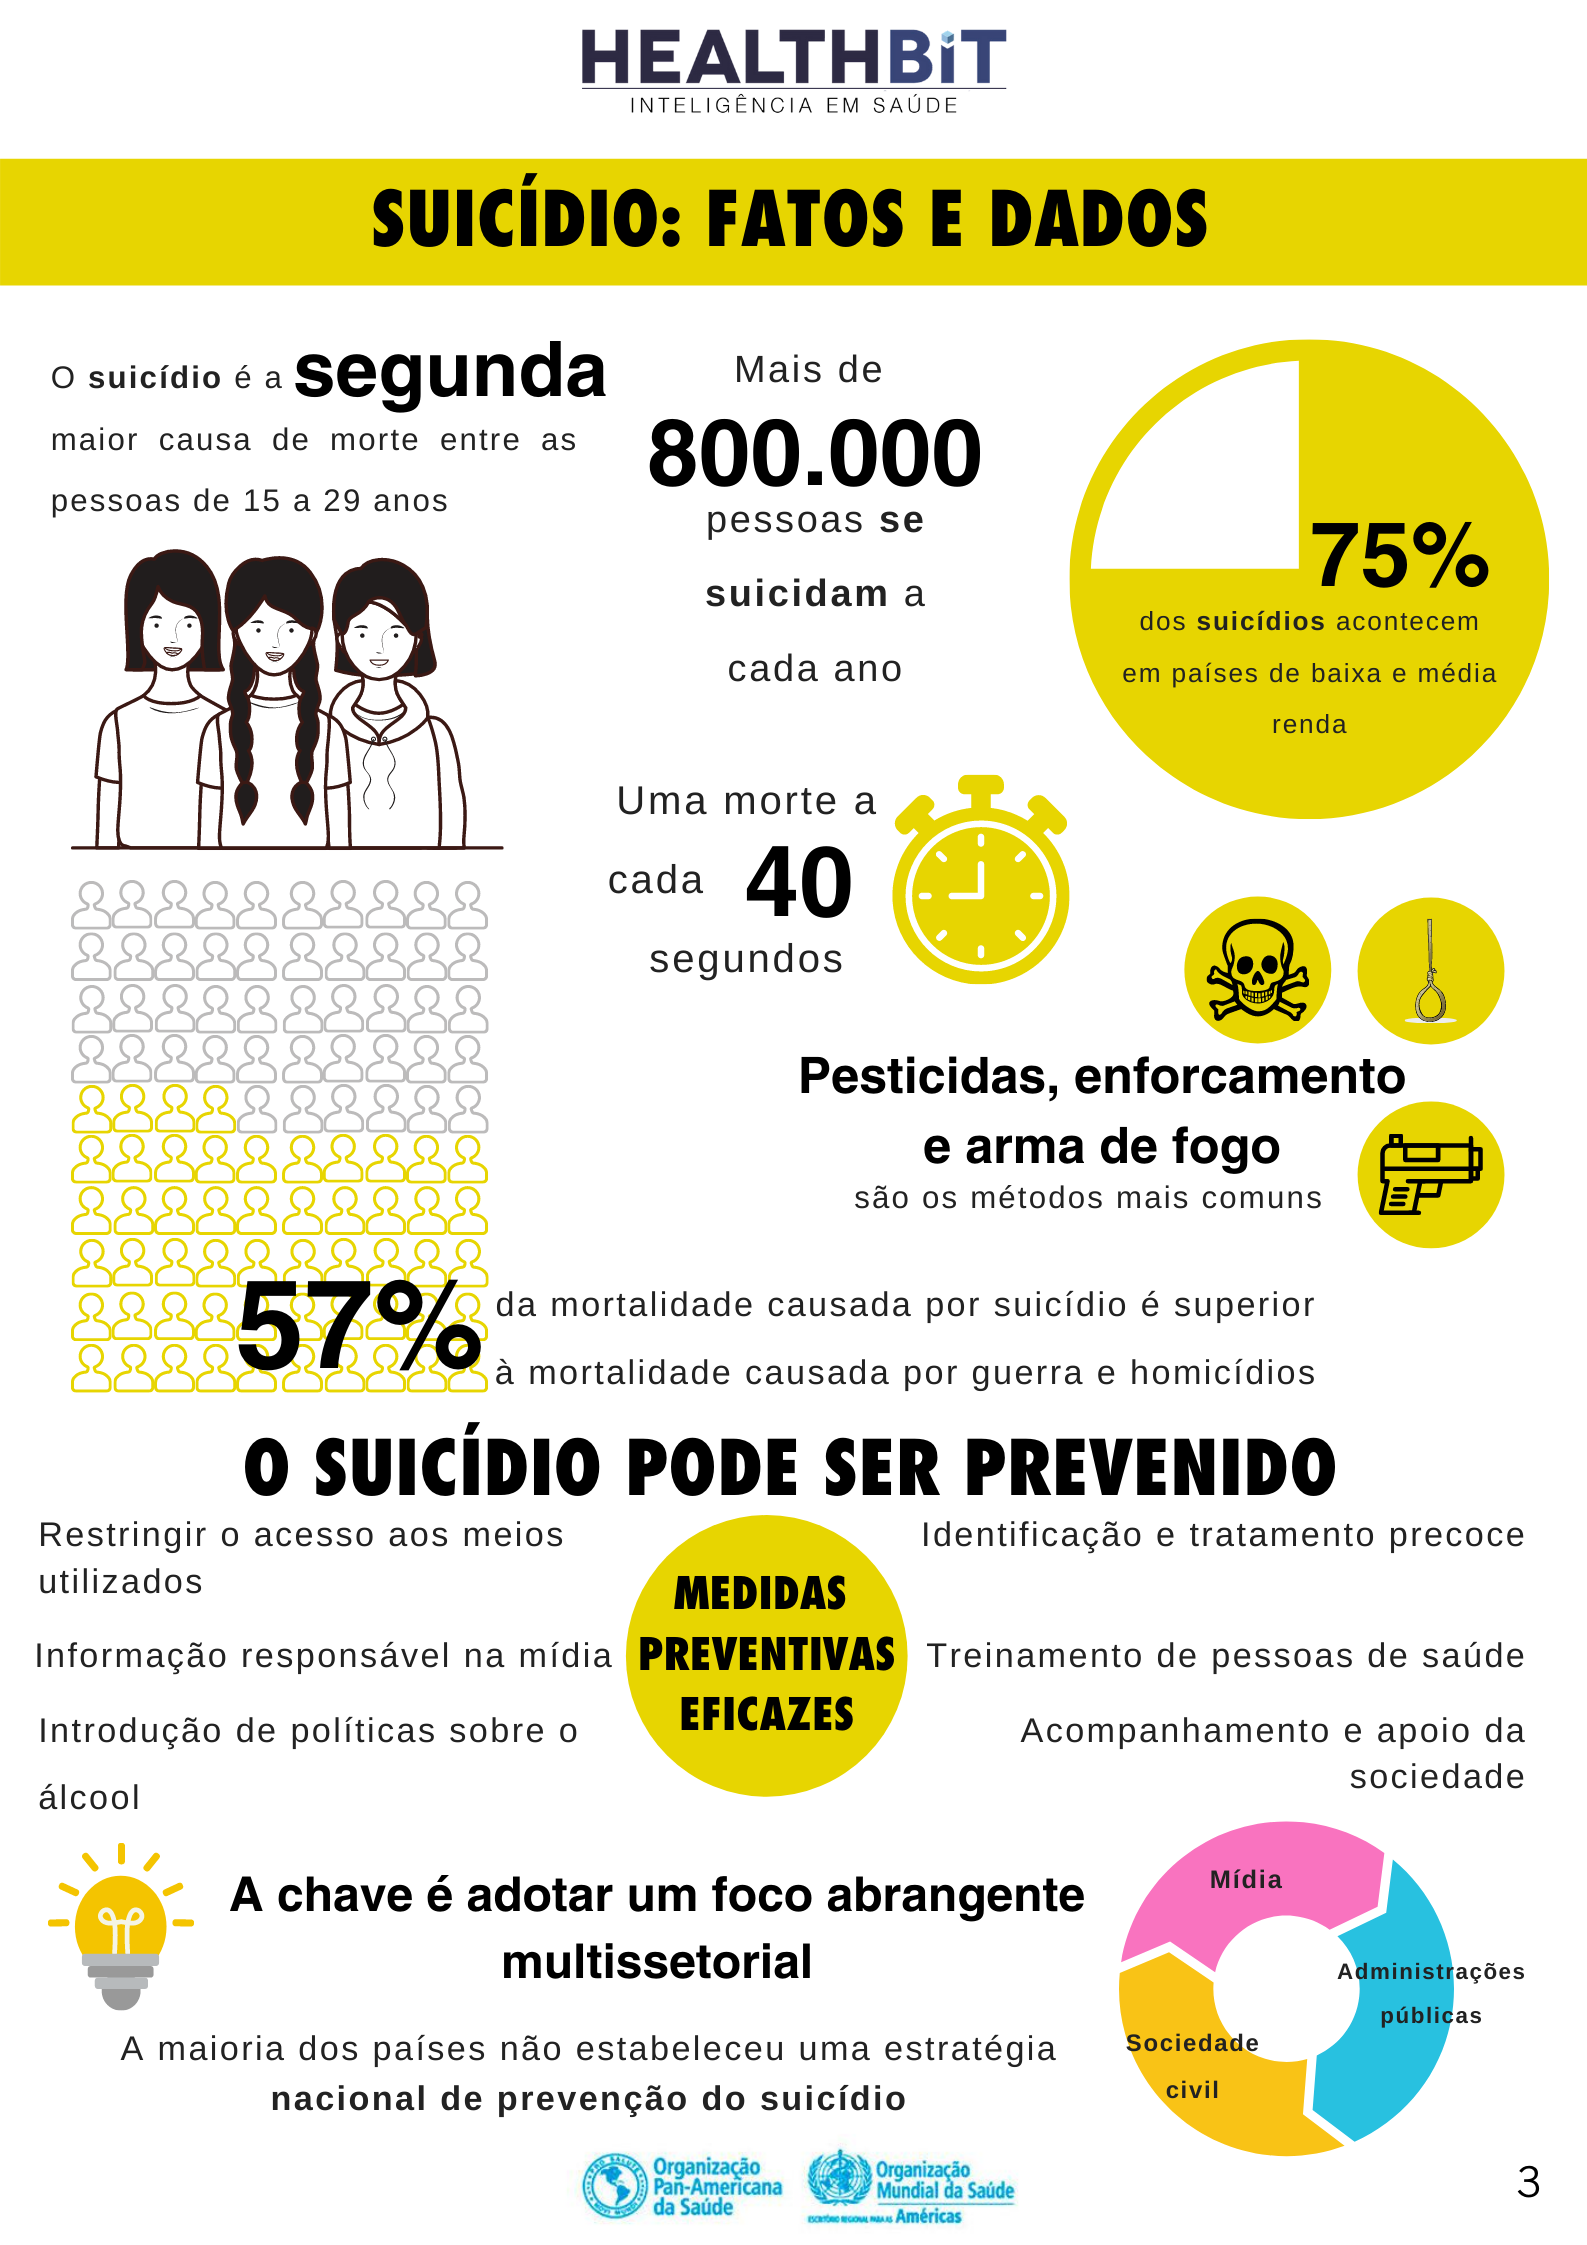 HEALTHBiT
INTELIGÊNCIA EM SAÚDE
SUICÍDIO: FATOS E DADOS
O suicídio é a segunda
maior causa de morte entre as
pessoas de 15 a 29 anos
Mais de
800.000
pessoas se
suicidam a
cada ano
75%
dos suicídios acontecem
em países de baixa e média
renda
Uma morte a
cada 40
segundos
Pesticidas, enforcamento
e arma de fogo
são os métodos mais comuns
57% da mortalidade causada por suicídio é superior
à mortalidade causada por guerra e homicídios
O SUICÍDIO PODE SER PREVENIDO
Restringir o acesso aos meios
utilizados
Informação responsável na mídia
Introdução de políticas sobre o
álcool
MEDIDAS
PREVENTIVAS
EFICAZES
Identificação e tratamento precoce
Treinamento de pessoas de saúde
Acompanhamento e apoio da
sociedade
A chave é adotar um foco abrangente
multissetorial
A maioria dos países não estabeleceu uma estratégia
nacional de prevenção do suicídio
Mídia
Administrações
públicas
Sociedade
civil
PRO SALUTE
NOVI MUNDI
Organização
Pan-Americana
da Saúde
Organização
Mundial da Saúde
ESCRITÓRIO REGIONAL PARA AS Américas
3